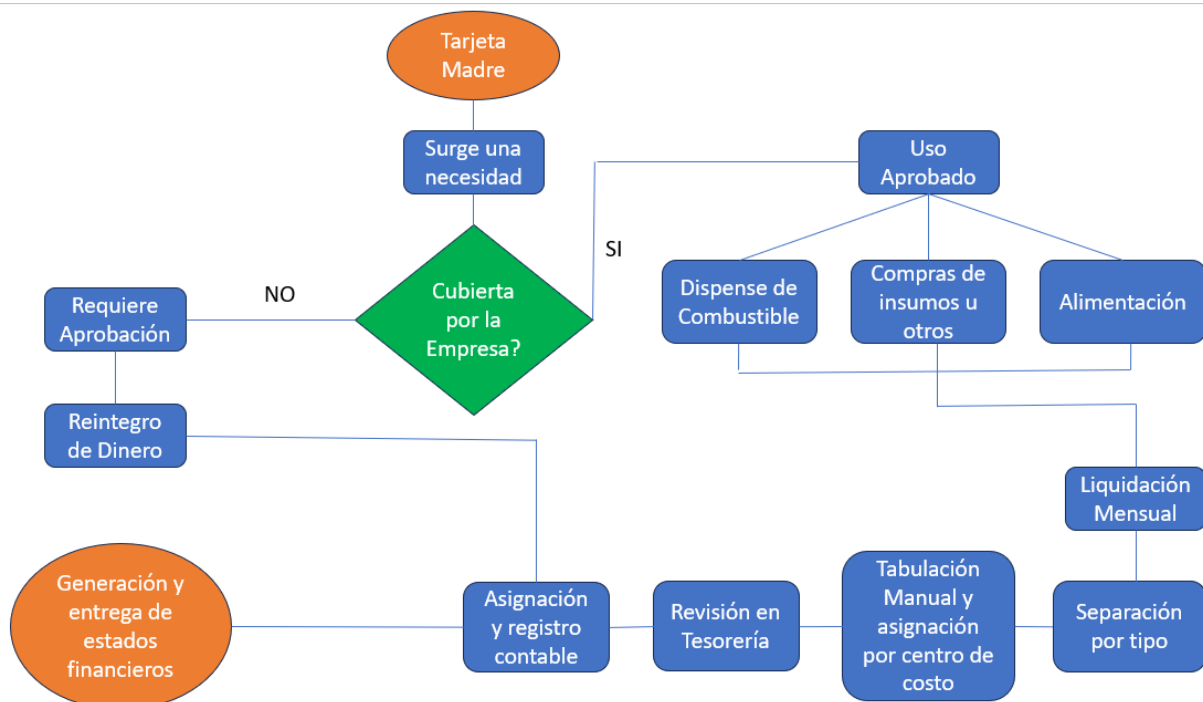 Tarjeta
Madre
Surge una
necesidad
Uso
Aprobado
SI
NO
Cubierta
por la
Empresa?
Requiere
Aprobación
Dispense de
Combustible
Compras de
insumos u
otros
Alimentación
Reintegro
de Dinero
Liquidación
Mensual
Generación y
entrega de
estados
financieros
Asignación
y registro
contable
Revisión en
Tesorería
Tabulación
Manual y
asignación
por centro de
costo
Separación
por tipo